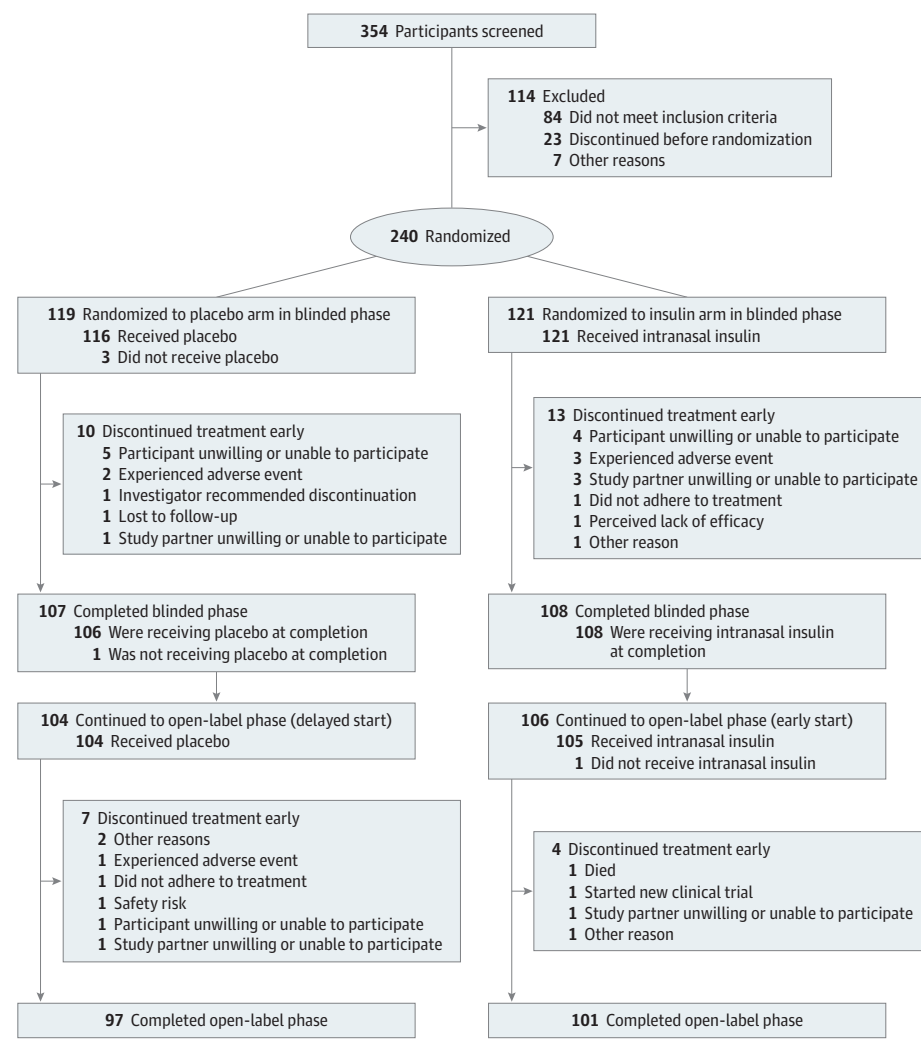 354 Participants screened
114 Excluded
84 Did not meet inclusion criteria
23 Discontinued before randomization
7 Other reasons
240 Randomized
119 Randomized to placebo arm in blinded phase
116 Received placebo
3 Did not receive placebo
121 Randomized to insulin arm in blinded phase
121 Received intranasal insulin
10 Discontinued treatment early
5 Participant unwilling or unable to participate
2 Experienced adverse event
1 Investigator recommended discontinuation
1 Lost to follow-up
1 Study partner unwilling or unable to participate
13 Discontinued treatment early
4 Participant unwilling or unable to participate
3 Experienced adverse event
3 Study partner unwilling or unable to participate
1 Did not adhere to treatment
1 Perceived lack of efficacy
1 Other reason
107 Completed blinded phase
106 Were receiving placebo at completion
1 Was not receiving placebo at completion
108 Completed blinded phase
108 Were receiving intranasal insulin
at completion
104 Continued to open-label phase (delayed start)
104 Received placebo
106 Continued to open-label phase (early start)
105 Received intranasal insulin
1 Did not receive intranasal insulin
7 Discontinued treatment early
2 Other reasons
1 Experienced adverse event
1 Did not adhere to treatment
1 Safety risk
1 Participant unwilling or unable to participate
1 Study partner unwilling or unable to participate
4 Discontinued treatment early
1 Died
1 Started new clinical trial
1 Study partner unwilling or unable to participate
1 Other reason
97 Completed open-label phase
101 Completed open-label phase